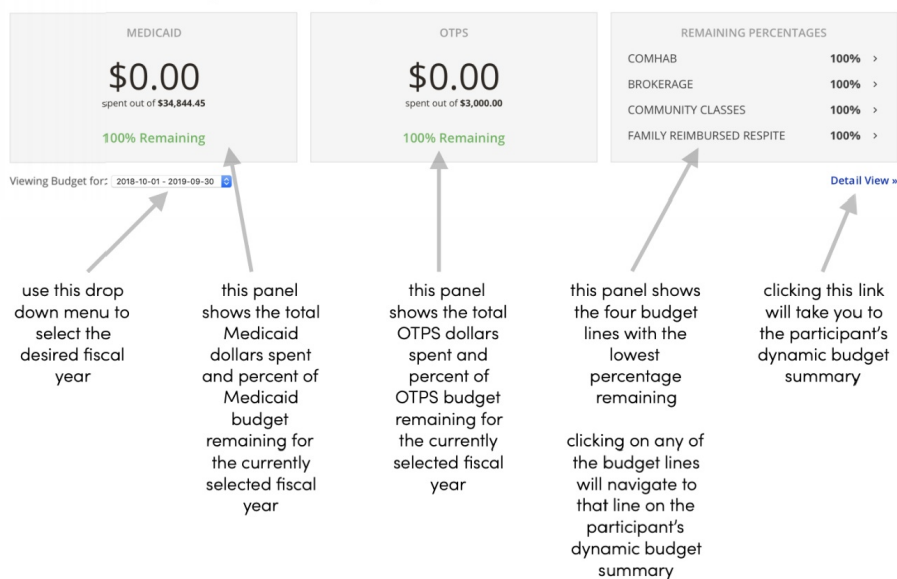 MEDICAID
$0.00
spent out of $34,844.45
100% Remaining
OTPS
$0.00
spent out of $3,000.00
100% Remaining
REMAINING PERCENTAGES
COMHAB 100% >
BROKERAGE 100% >
COMMUNITY CLASSES 100% >
FAMILY REIMBURSED RESPITE 100% >
Viewing Budget for: 2018-10-01 - 2019-09-30
Detail View »
use this drop
down menu to
select the
desired fiscal
year
this panel
shows the total
Medicaid
dollars spent
and percent of
Medicaid
budget
remaining for
the currently
selected fiscal
year
this panel
shows the total
OTPS dollars
spent and
percent of
OTPS budget
remaining for
the currently
selected fiscal
year
this panel shows
the four budget
lines with the
lowest
percentage
remaining
clicking on any of
the budget lines
will navigate to
that line on the
participant's
dynamic budget
summary
clicking this link
will take you to
the participant's
dynamic budget
summary